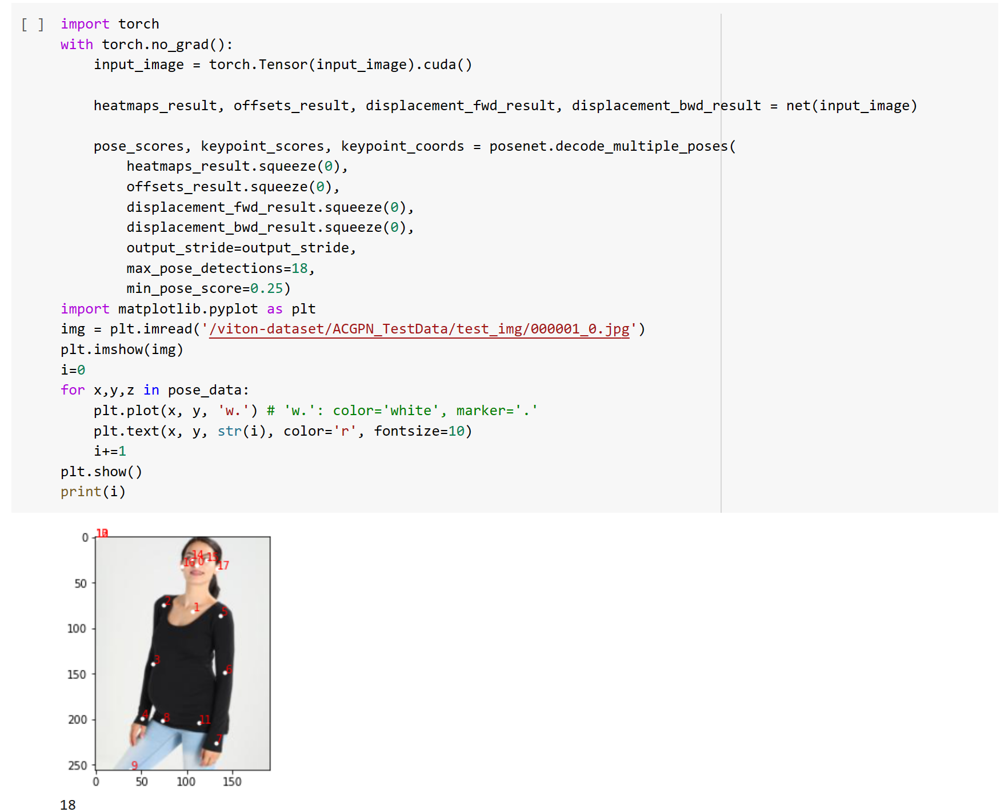 [ ] import torch
with torch.no_grad():
input_image = torch.Tensor(input_image).cuda()
heatmaps_result, offsets_result, displacement_fwd_result, displacement_bwd_result = net(input_image)
pose_scores, keypoint_scores, keypoint_coords = posenet.decode_multiple_poses(
heatmaps_result.squeeze(0),
offsets_result.squeeze(0),
displacement_fwd_result.squeeze(0),
displacement_bwd_result.squeeze(0),
output_stride=output_stride,
max_pose_detections=18,
min_pose_score=0.25)
import matplotlib.pyplot as plt
img = plt.imread('/viton-dataset/ACGPN_TestData/test_img/000001_0.jpg')
plt.imshow(img)
i=0
for x,y,z in pose_data:
plt.plot(x, y, 'w.') # 'w.': color='white', marker='.'
plt.text(x, y, str(i), color='r', fontsize=10)
i+=1
plt.show()
print(i)
0
14 15
16 0 17
50
2 1 5
100
3 6
150
4 8 11
200
7
250 9
0 50 100 150
18